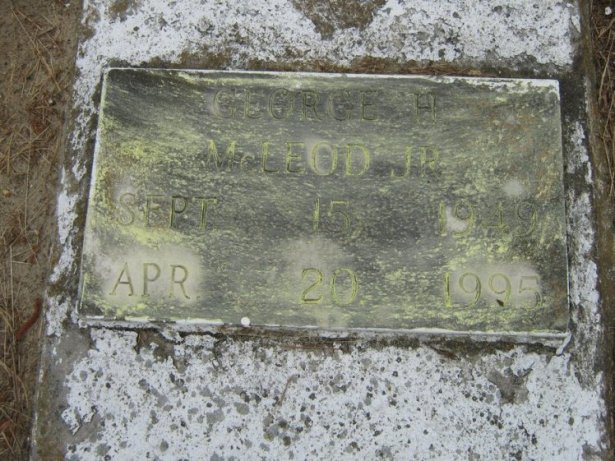 GEORGE H
McLEOD JR
SEPT 15, 1949
APR 20 1995